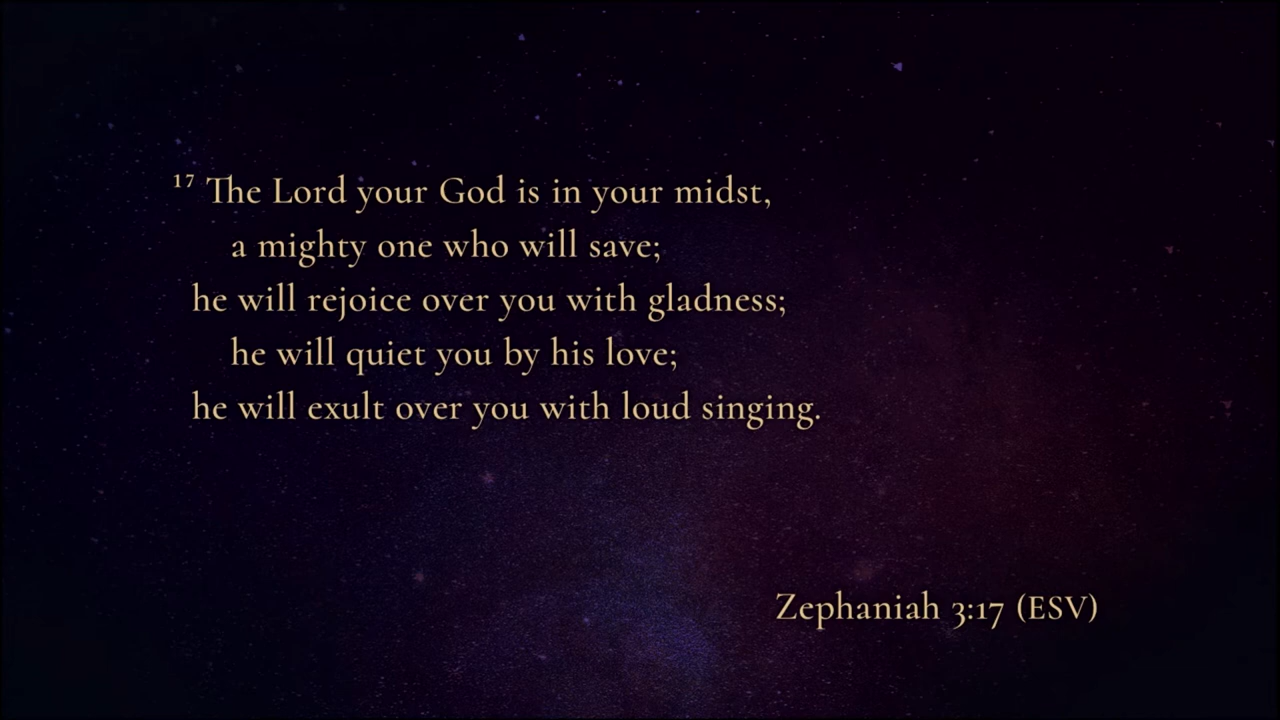 17 The Lord your God is in your midst,
a mighty one who will save;
he will rejoice over you with gladness;
he will quiet you by his love;
he will exult over you with loud singing.
Zephaniah 3:17 (ESV)